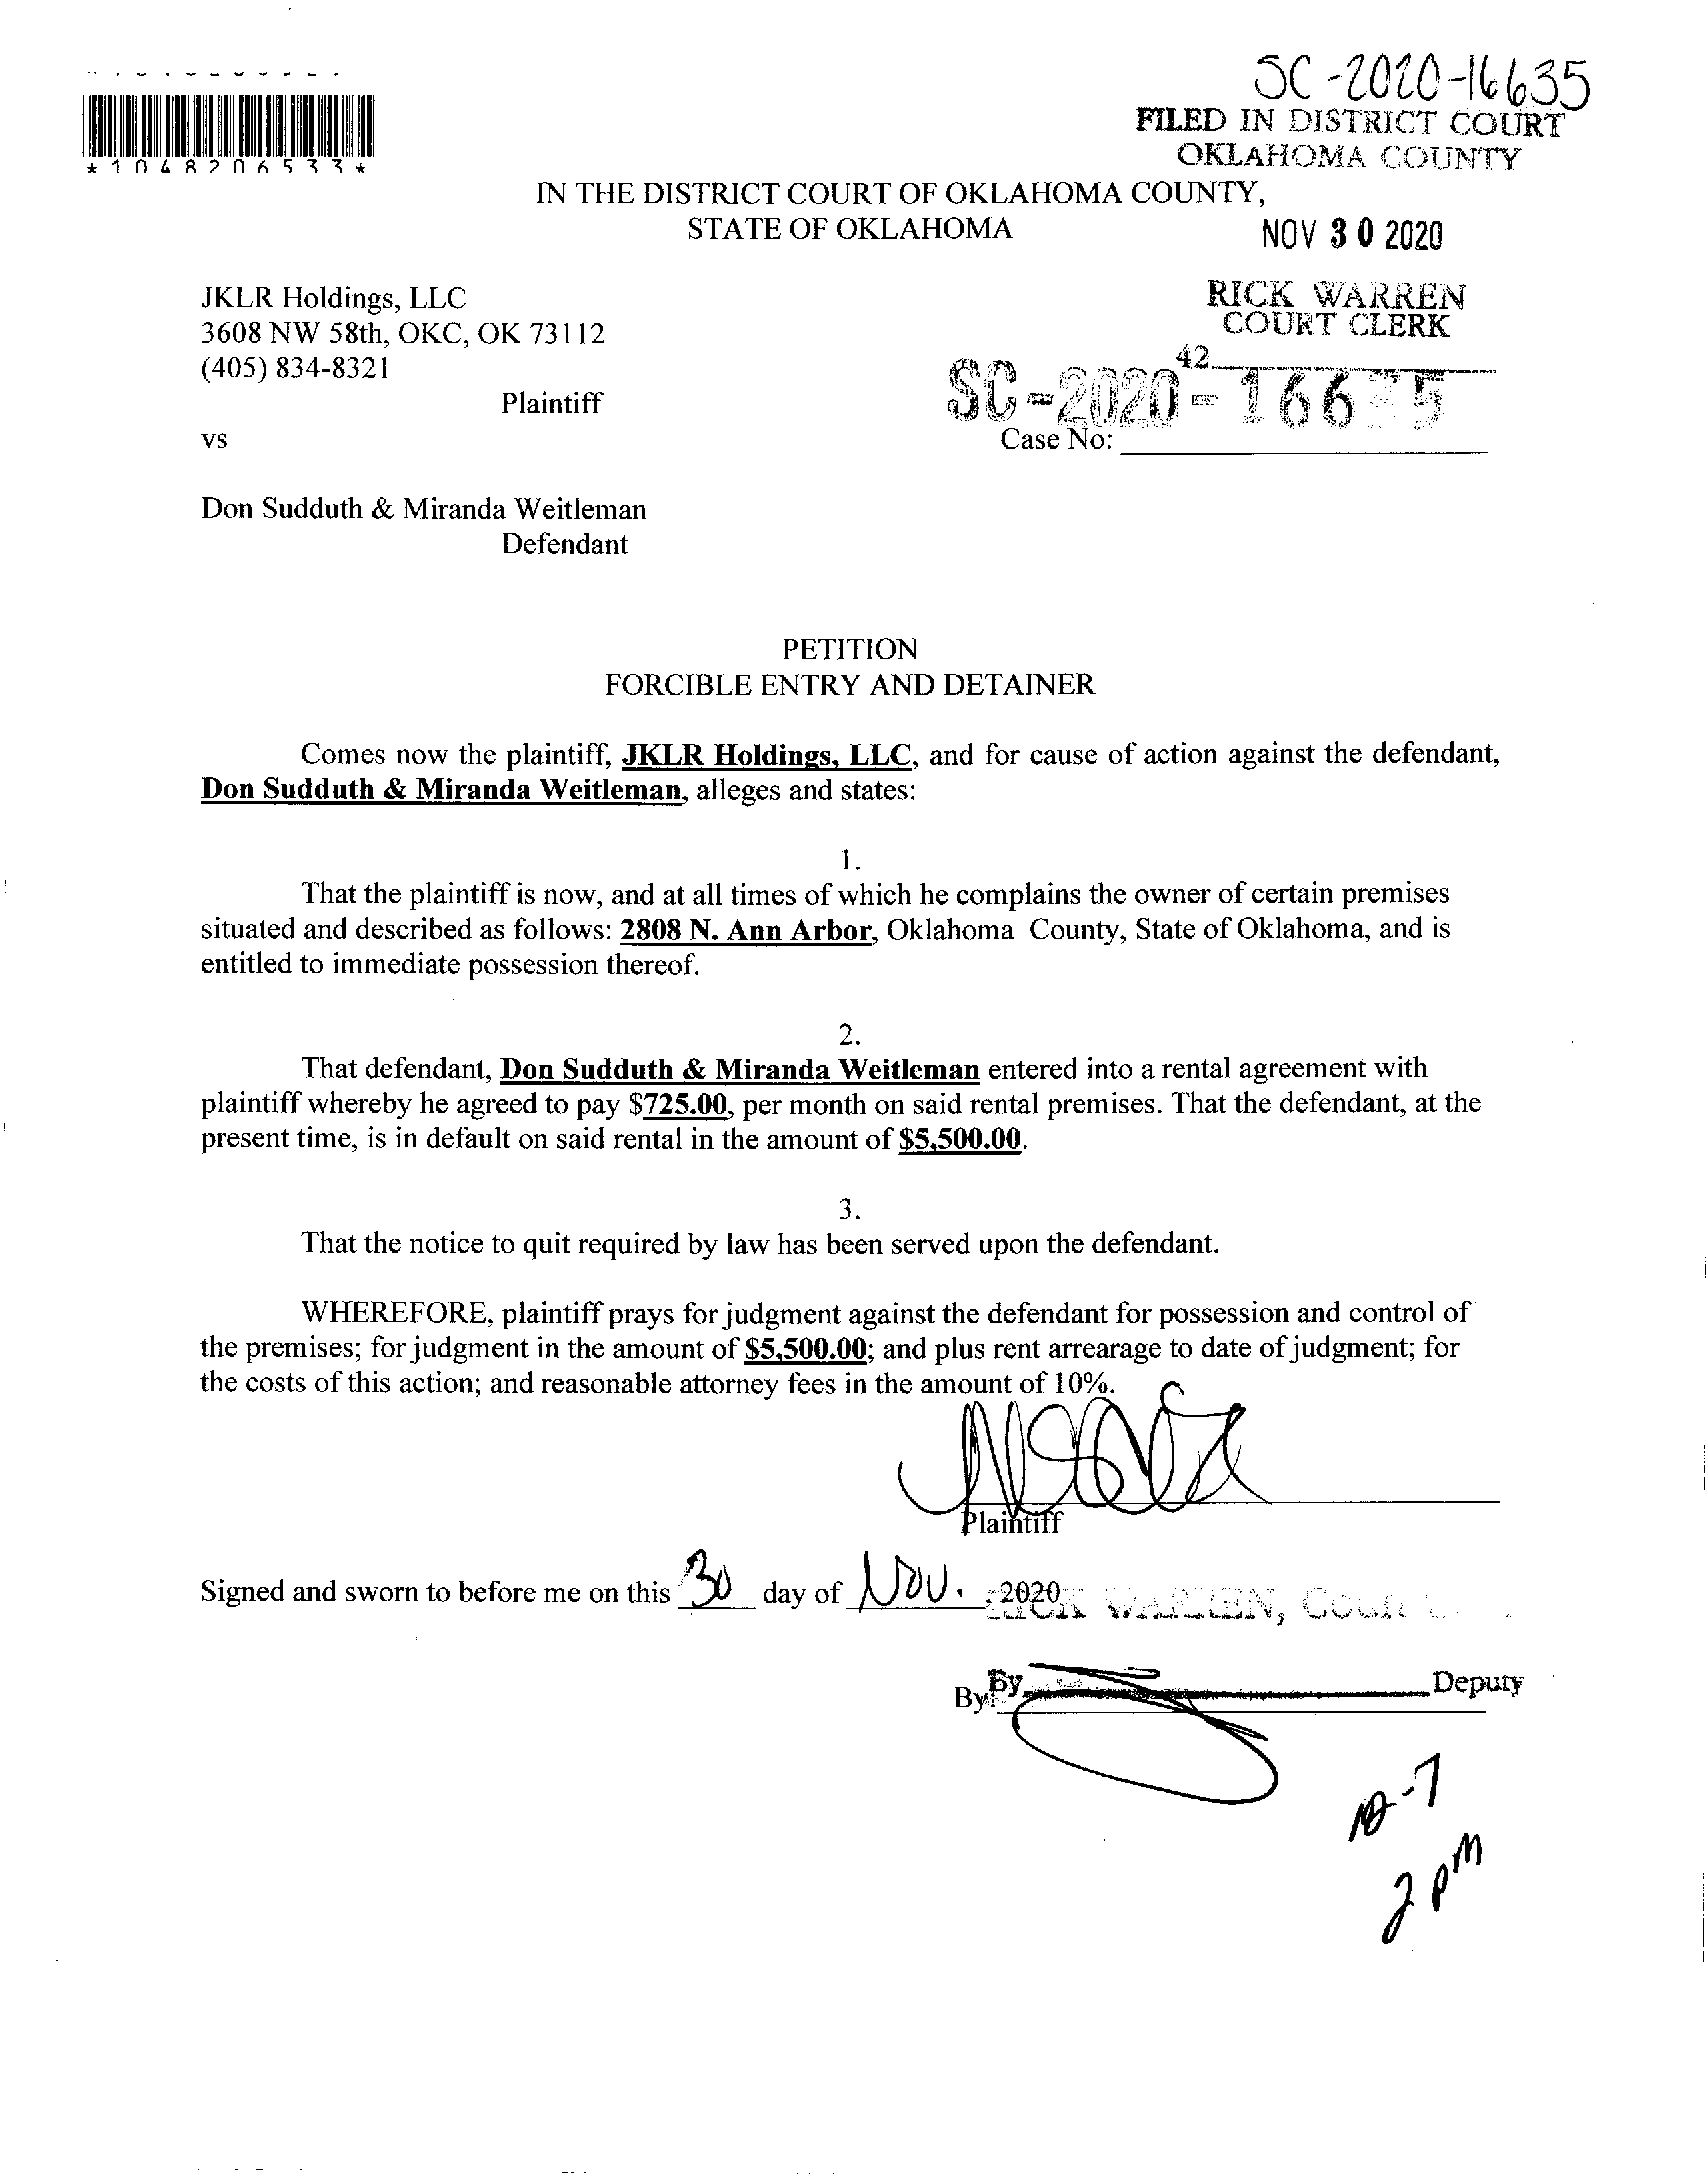 SC-2020-16635
FILED IN DISTRICT COURT
OKLAHOMA COUNTY
*1048206533*
IN THE DISTRICT COURT OF OKLAHOMA COUNTY,
STATE OF OKLAHOMA
NOV 30 2020
JKLR Holdings, LLC
3608 NW 58th, OKC, OK 73112
(405) 834-8321
Plaintiff
RICK WARREN
COURT CLERK
42
SC-2020-166 5
vs
Case No:
Don Sudduth & Miranda Weitleman
Defendant
PETITION
FORCIBLE ENTRY AND DETAINER
Comes now the plaintiff, JKLR Holdings, LLC, and for cause of action against the defendant,
Don Sudduth & Miranda Weitleman, alleges and states:
1.
That the plaintiff is now, and at all times of which he complains the owner of certain premises
situated and described as follows: 2808 N. Ann Arbor, Oklahoma County, State of Oklahoma, and is
entitled to immediate possession thereof.
2.
That defendant, Don Sudduth & Miranda Weitleman entered into a rental agreement with
plaintiff whereby he agreed to pay $725.00, per month on said rental premises. That the defendant, at the
present time, is in default on said rental in the amount of $5,500.00.
3.
That the notice to quit required by law has been served upon the defendant.
WHEREFORE, plaintiff prays for judgment against the defendant for possession and control of
the premises; for judgment in the amount of $5,500.00; and plus rent arrearage to date of judgment; for
the costs of this action; and reasonable attorney fees in the amount of 10%.
Plaintiff
Signed and sworn to before me on this 30 day of Nov. 2020
RICK WARREN, Court
By
By Deputy
12-7
2 pm